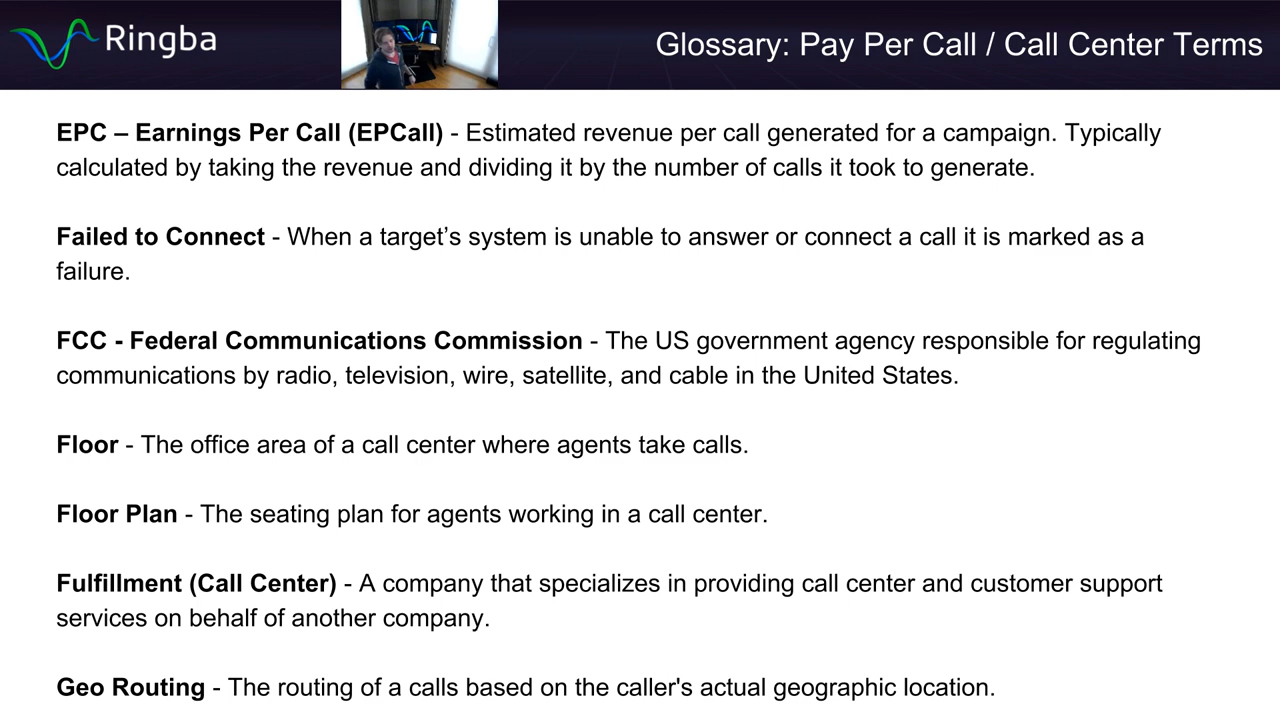 Ringba
Glossary: Pay Per Call / Call Center Terms
EPC – Earnings Per Call (EPCall) - Estimated revenue per call generated for a campaign. Typically
calculated by taking the revenue and dividing it by the number of calls it took to generate.
Failed to Connect - When a target’s system is unable to answer or connect a call it is marked as a
failure.
FCC - Federal Communications Commission - The US government agency responsible for regulating
communications by radio, television, wire, satellite, and cable in the United States.
Floor - The office area of a call center where agents take calls.
Floor Plan - The seating plan for agents working in a call center.
Fulfillment (Call Center) - A company that specializes in providing call center and customer support
services on behalf of another company.
Geo Routing - The routing of a calls based on the caller's actual geographic location.